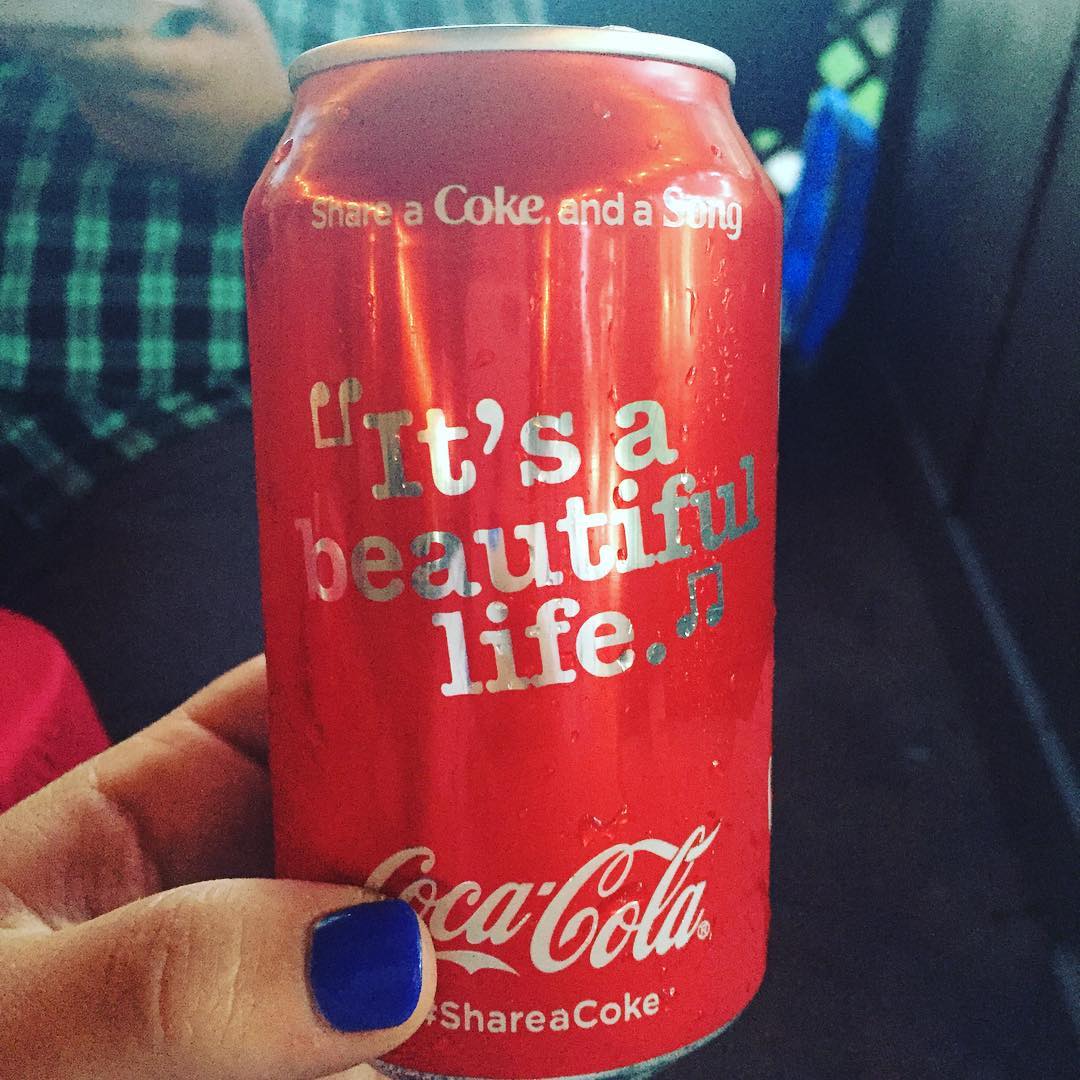 Share a Coke. and a Song
"It's a
beautiful
life.♫
Coca-Cola®
#ShareaCoke